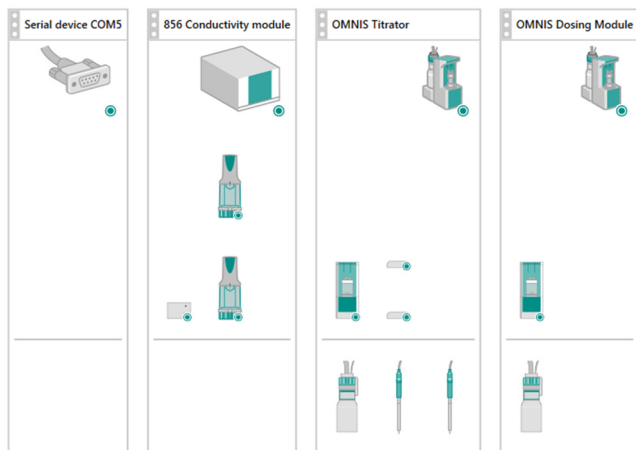 Serial device COM5
856 Conductivity module
OMNIS Titrator
OMNIS Dosing Module